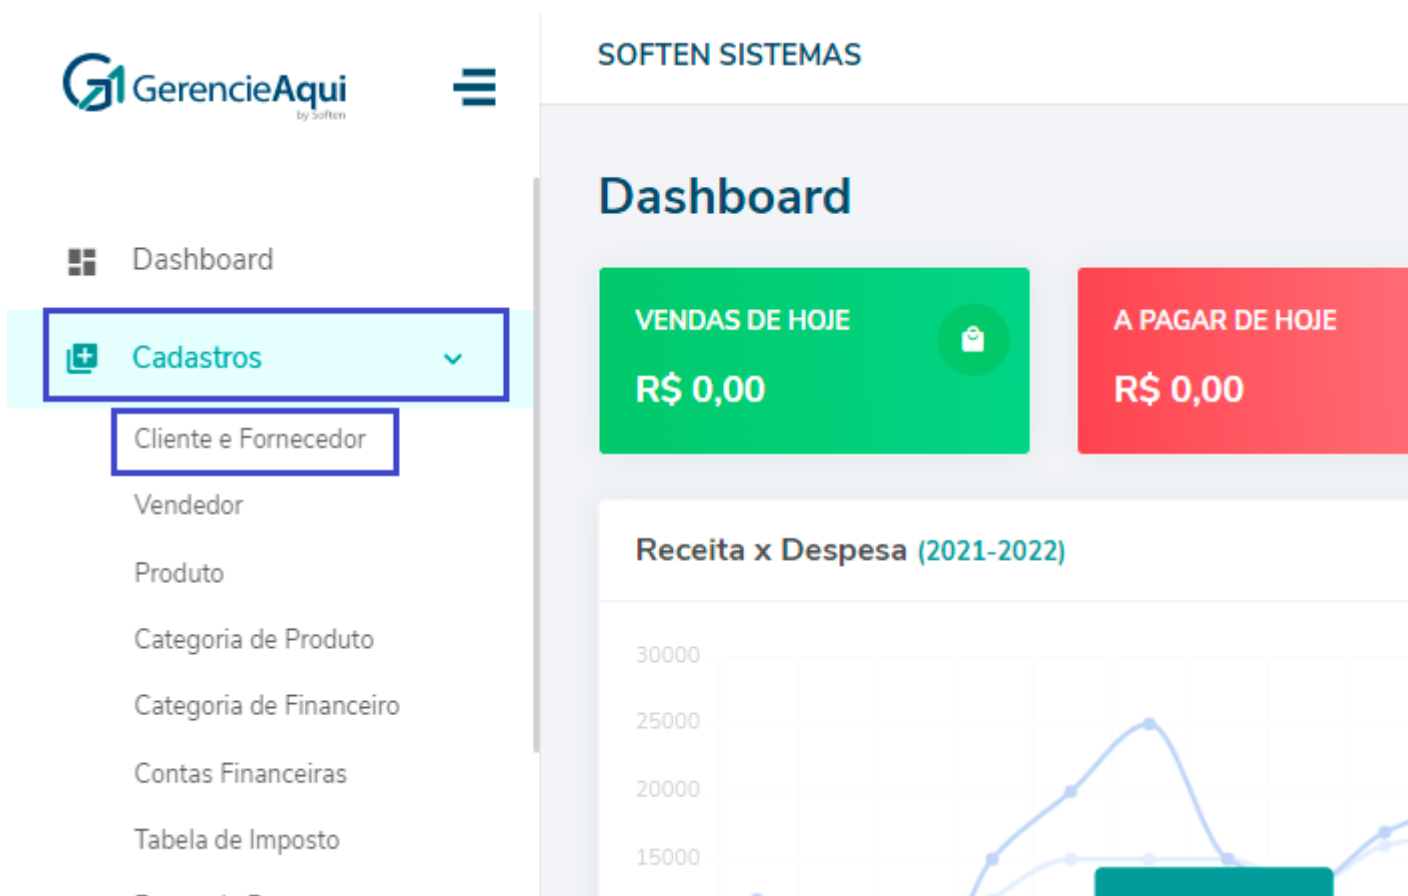 GerencieAqui
by Soften
SOFTEN SISTEMAS
Dashboard
Dashboard
Cadastros
Cliente e Fornecedor
Vendedor
Produto
Categoria de Produto
Categoria de Financeiro
Contas Financeiras
Tabela de Imposto
VENDAS DE HOJE
R$ 0,00
A PAGAR DE HOJE
R$ 0,00
Receita x Despesa (2021-2022)
30000
25000
20000
15000